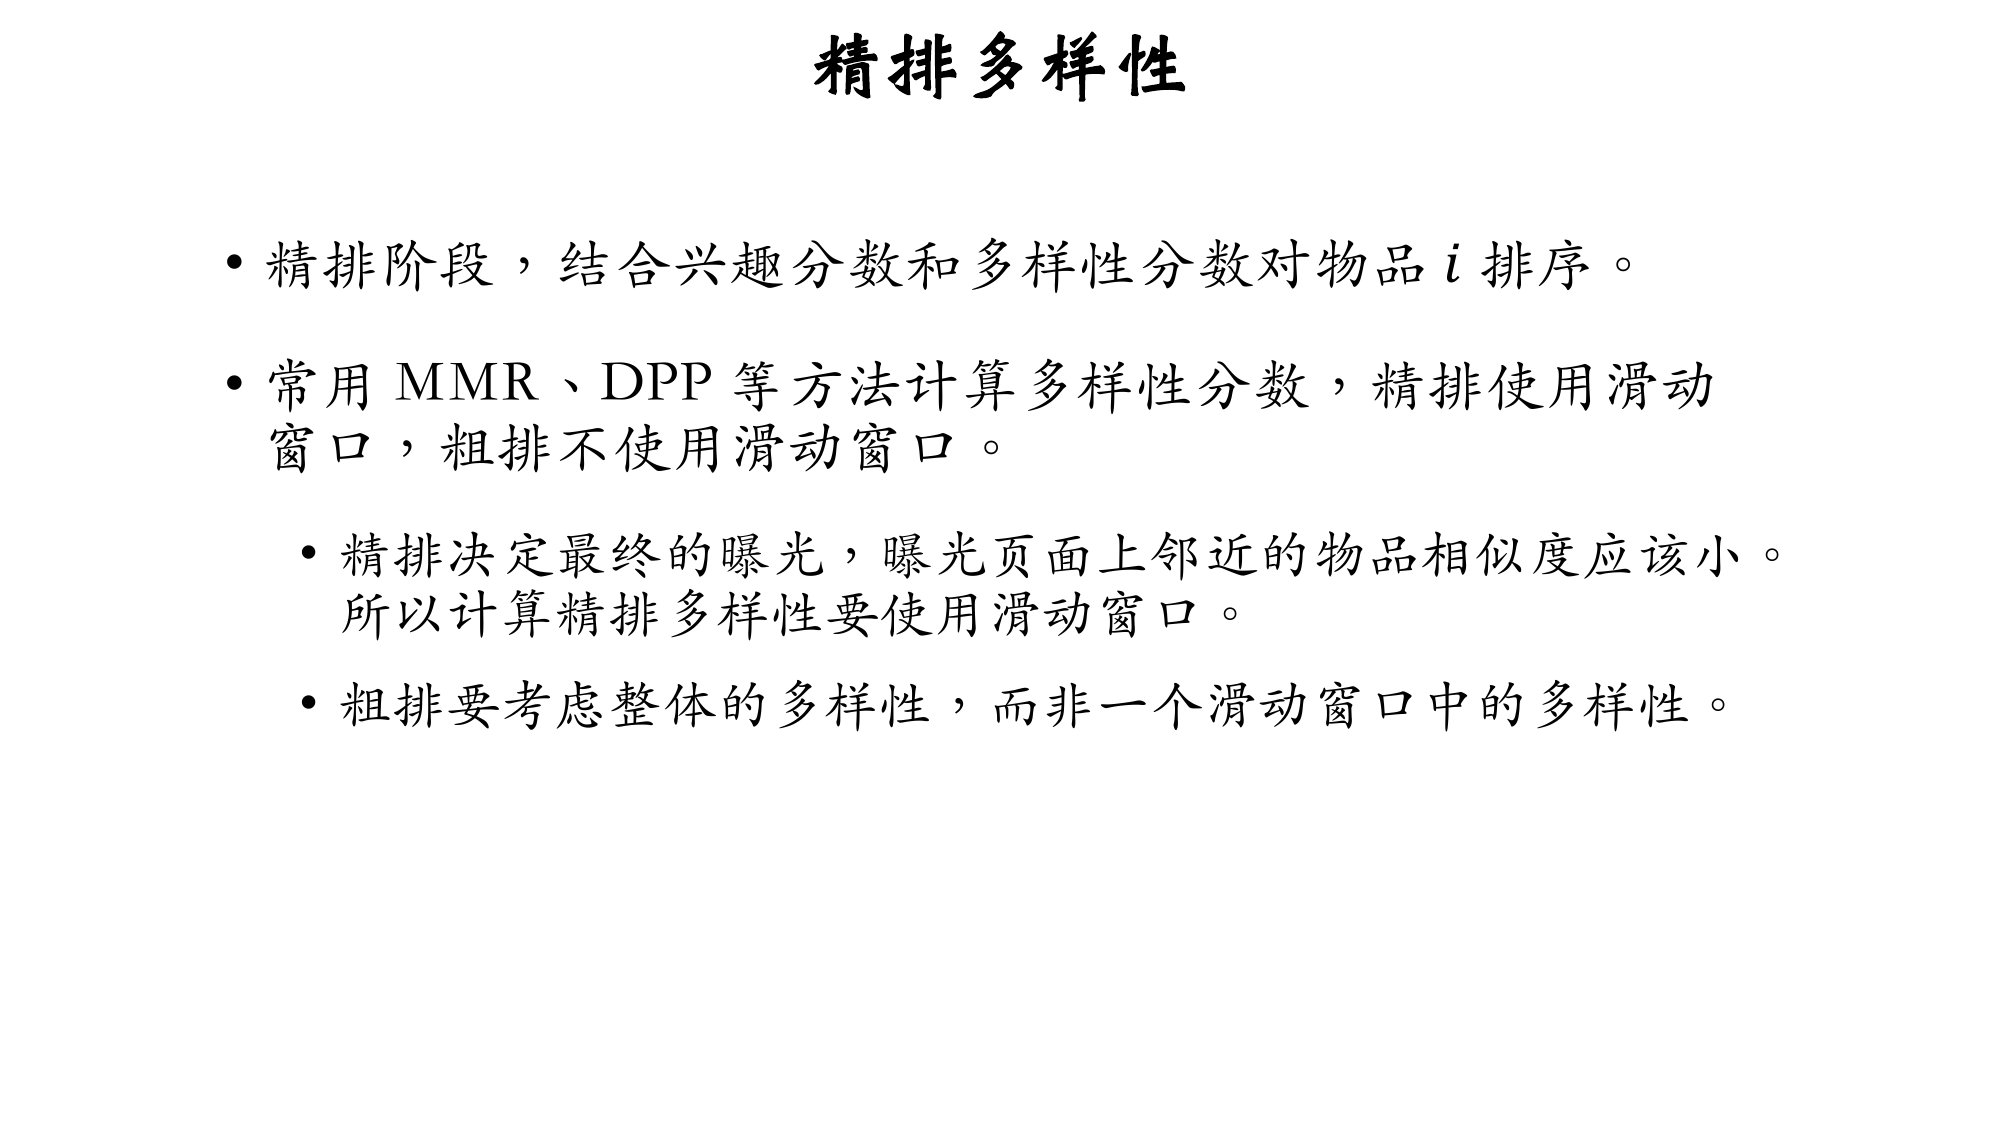 精排多样性
• 精排阶段，结合兴趣分数和多样性分数对物品 i 排序。
• 常用 MMR、DPP 等方法计算多样性分数，精排使用滑动
窗口，粗排不使用滑动窗口。
• 精排决定最终的曝光，曝光页面上邻近的物品相似度应该小。
所以计算精排多样性要使用滑动窗口。
• 粗排要考虑整体的多样性，而非一个滑动窗口中的多样性。